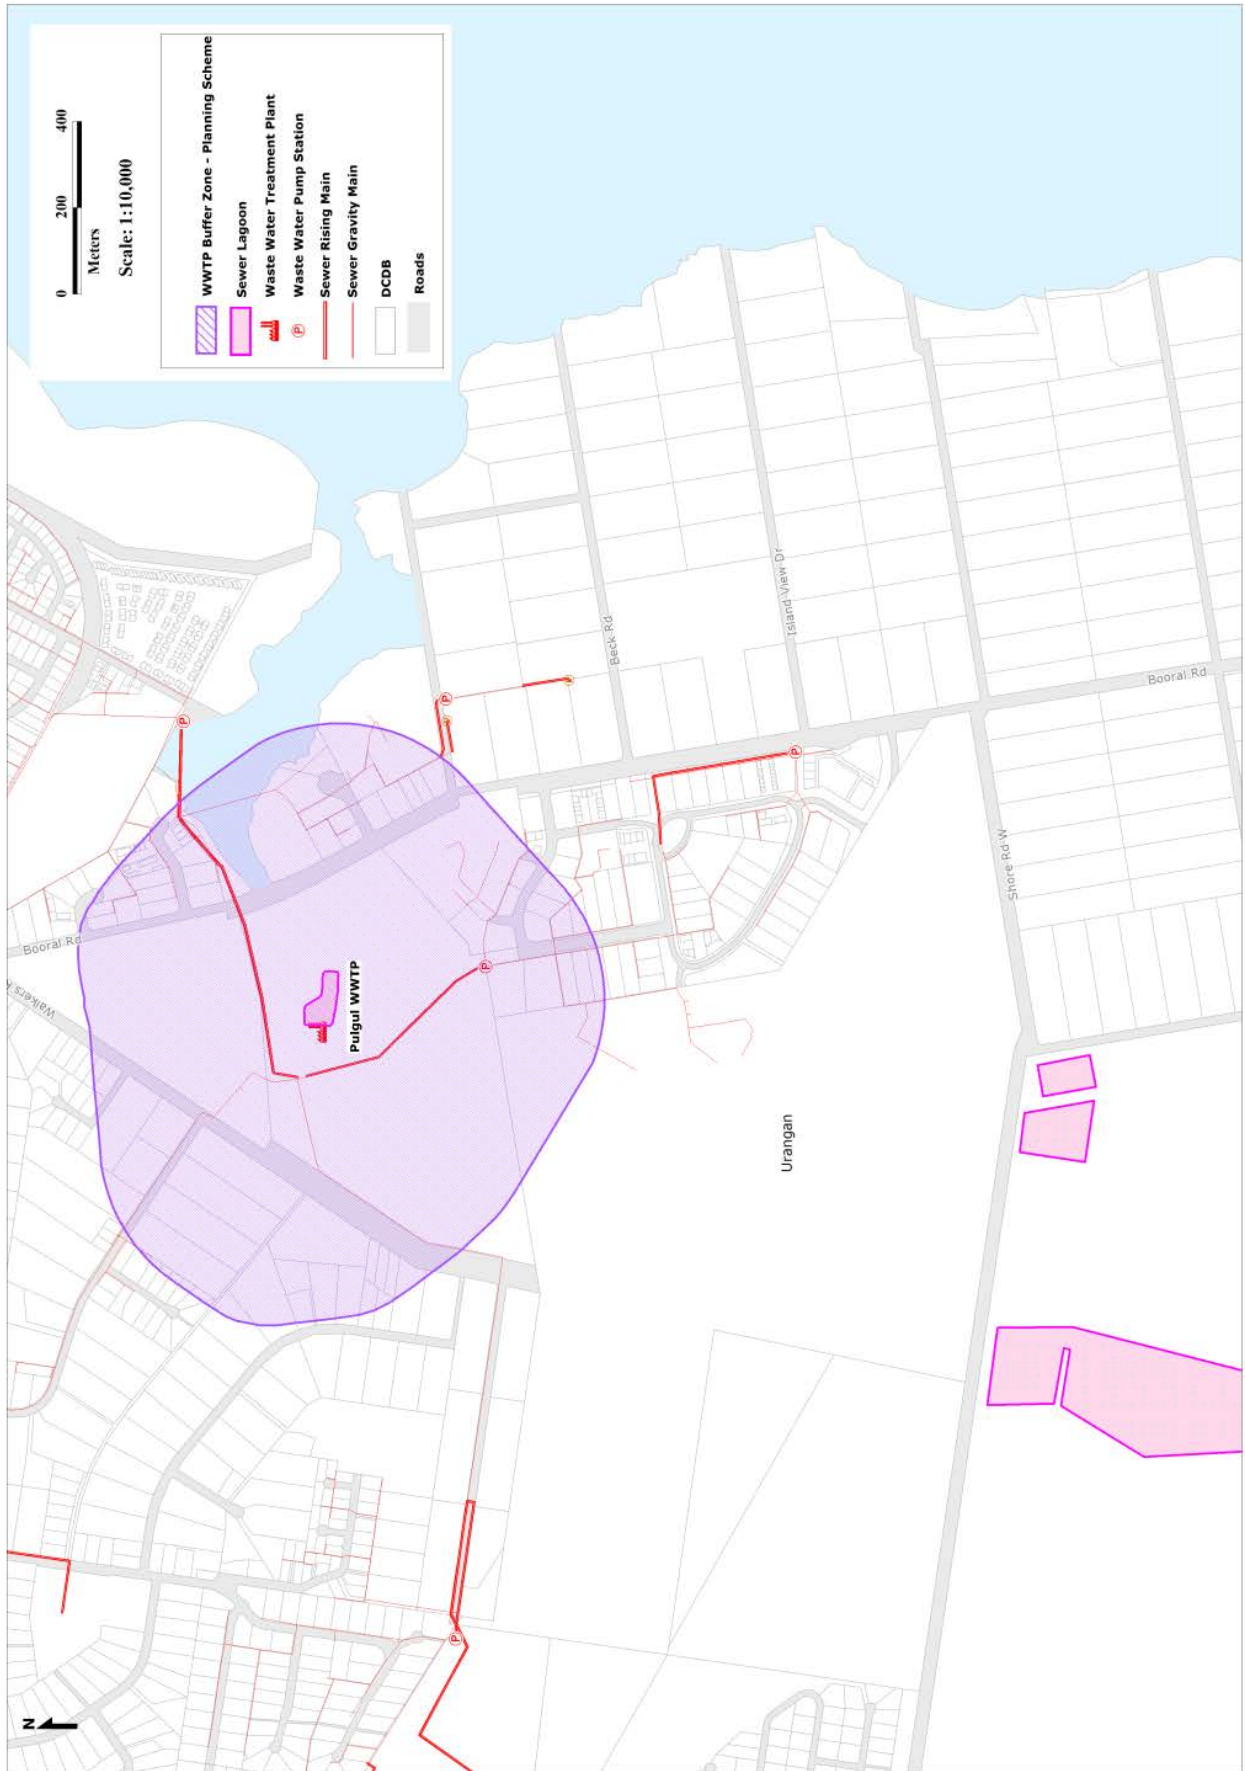 0 200 400
Meters
Scale: 1:10,000
WWTP Buffer Zone - Planning Scheme
Sewer Lagoon
Waste Water Treatment Plant
P Waste Water Pump Station
Sewer Rising Main
Sewer Gravity Main
DCDB
Roads
N
Booral Rd
Pulgul WWTP
P
P
P
P
P
Beck Rd
Island View Dr
Booral Rd
Shore Rd W
Urangan